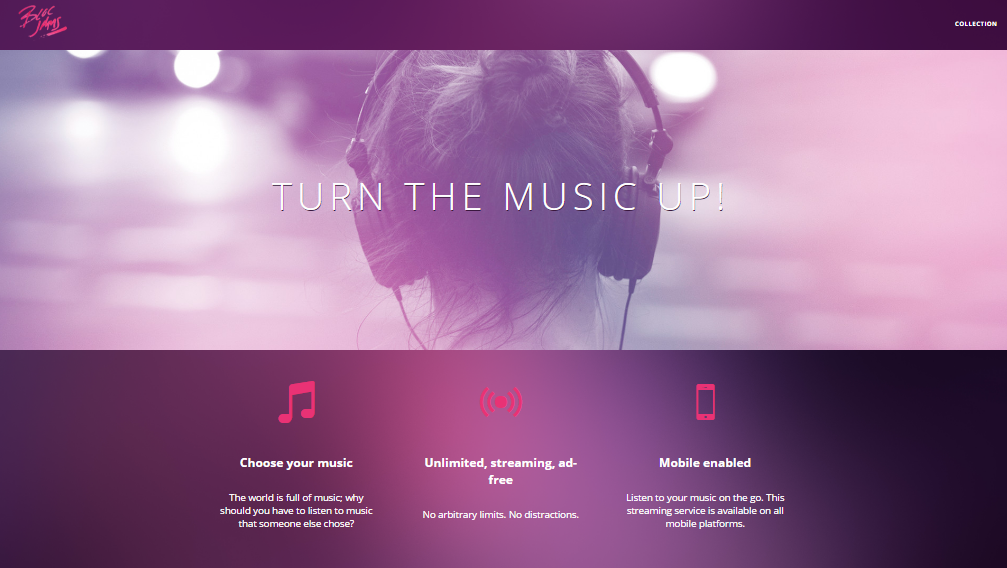 Bloc
Jams
COLLECTION
TURN THE MUSIC UP!
Choose your music
The world is full of music; why
should you have to listen to music
that someone else chose?
Unlimited, streaming, ad-
free
No arbitrary limits. No distractions.
Mobile enabled
Listen to your music on the go. This
streaming service is available on all
mobile platforms.